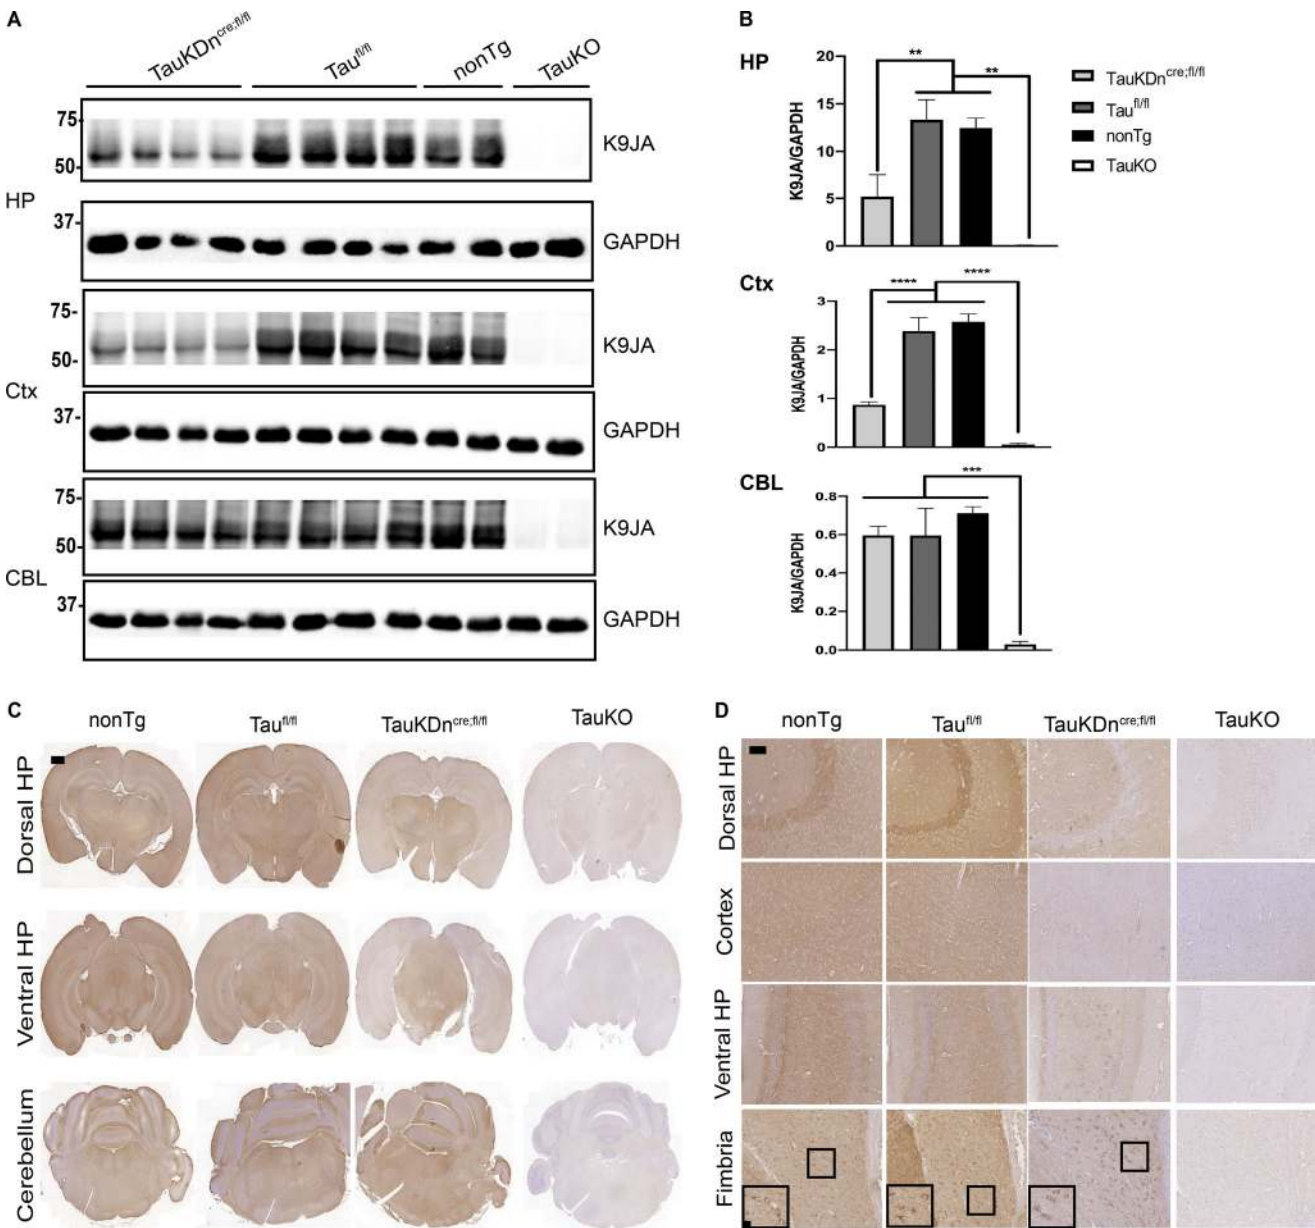 A
TauKDn^cre;fl/fl Tau^fl/fl nonTg TauKO
75-
50-
K9JA
HP
37-
GAPDH
75-
50-
K9JA
Ctx
37-
GAPDH
75-
50-
K9JA
CBL
37-
GAPDH
B
HP
K9JA/GAPDH
20
15
10
5
0
** **
TauKDn^cre;fl/fl
Tau^fl/fl
nonTg
TauKO
Ctx
K9JA/GAPDH
3
2
1
0
**** ****
CBL
K9JA/GAPDH
0.8
0.6
0.4
0.2
0.0
***
C
nonTg Tau^fl/fl TauKDn^cre;fl/fl TauKO
Dorsal HP
Ventral HP
Cerebellum
D
nonTg Tau^fl/fl TauKDn^cre;fl/fl TauKO
Dorsal HP
Cortex
Ventral HP
Fimbria